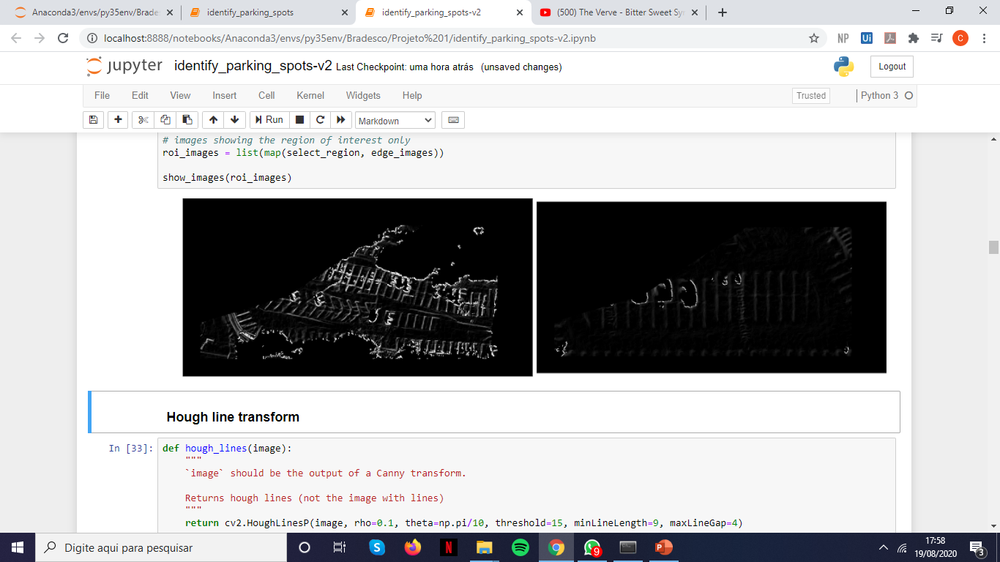 Anaconda3/envs/py35env/Brade
identify_parking_spots
identify_parking_spots-v2
(500) The Verve - Bitter Sweet Sy
localhost:8888/notebooks/Anaconda3/envs/py35env/Bradesco/Projeto%201/identify_parking_spots-v2.ipynb
NP
Ui
C
jupyter identify_parking_spots-v2 Last Checkpoint: uma hora atrás (unsaved changes)
Logout
File Edit View Insert Cell Kernel Widgets Help
Trusted
Python 3
Run
Markdown
# images showing the region of interest only
roi_images = list(map(select_region, edge_images))
show_images(roi_images)
Hough line transform
In [33]:
def hough_lines(image):
"""
`image` should be the output of a Canny transform.
Returns hough lines (not the image with lines)
"""
return cv2.HoughLinesP(image, rho=0.1, theta=np.pi/10, threshold=15, minLineLength=9, maxLineGap=4)
Digite aqui para pesquisar
S
N
9
P
17:58
19/08/2020
3